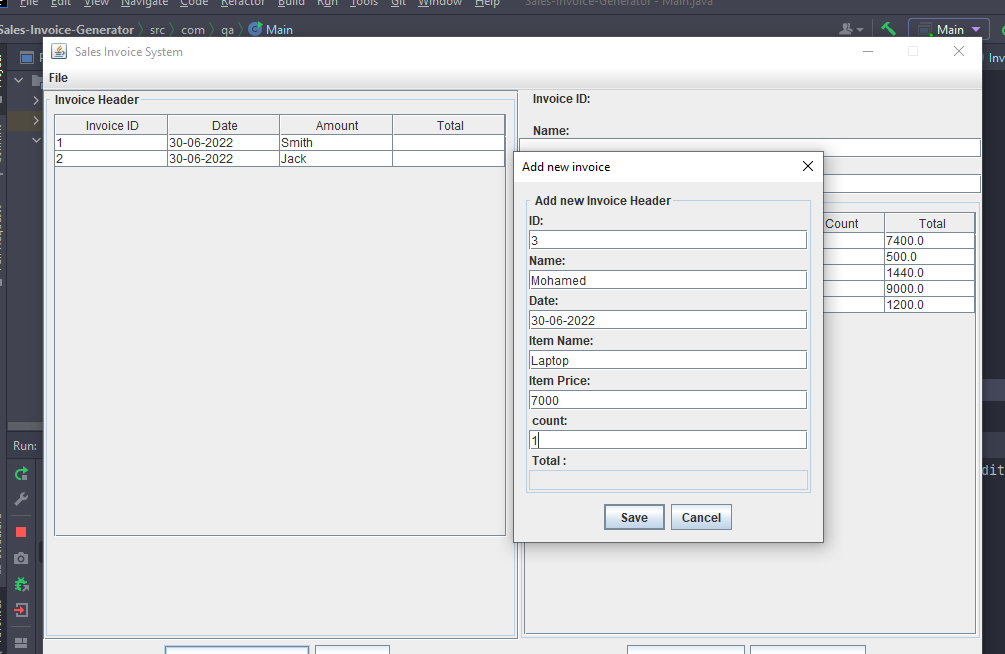 File Edit View Navigate Code Refactor Build Run Tools Git Window Help Sales-Invoice-Generator - Main.java
Sales-Invoice-Generator src com qa Main Main
Sales Invoice System
File
Invoice Header
Invoice ID Date Amount Total
1 30-06-2022 Smith
2 30-06-2022 Jack
Invoice ID:
Name:
Count Total
7400.0
500.0
1440.0
9000.0
1200.0
Add new invoice
Add new Invoice Header
ID:
3
Name:
Mohamed
Date:
30-06-2022
Item Name:
Laptop
Item Price:
7000
count:
1
Total :
Save Cancel
Run: